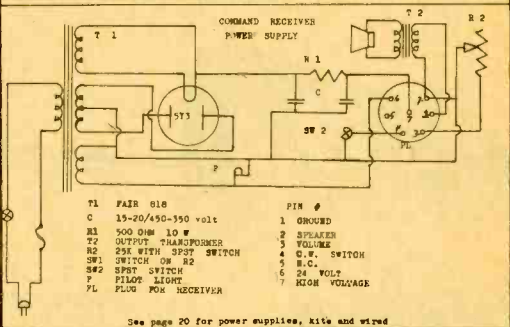 COMMAND RECEIVER
POWER SUPPLY
T 1
T 2
R 2
R 1
C
5Y3
SW 2
P
PL
T1 FAIR 818
C 15-20/450-350 volt
R1 500 OHM 10 W
T2 OUTPUT TRANSFORMER
R2 25K WITH SPST SWITCH
SW1 SWITCH ON R2
SW2 SPST SWITCH
P PILOT LIGHT
PL PLUG FOR RECEIVER
PIN #
1 GROUND
2 SPEAKER
3 VOLUME
4 C.W. SWITCH
5 N.C.
6 24 VOLT
7 HIGH VOLTAGE
See page 20 for power supplies, kits and wired